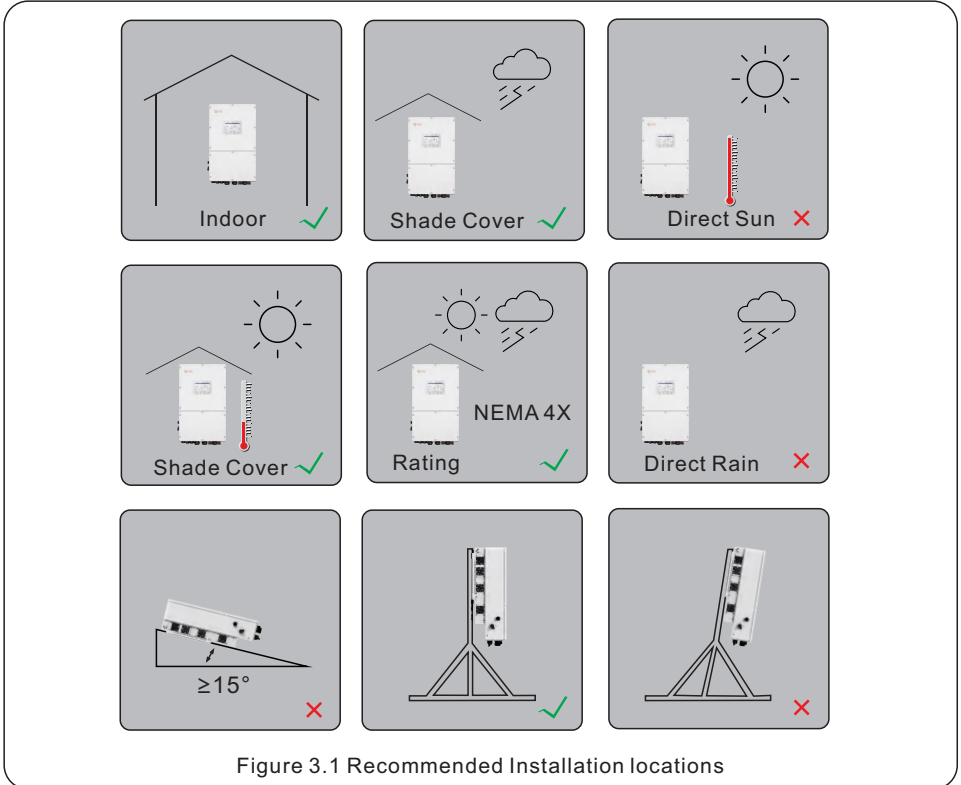 Indoor
Shade Cover
Direct Sun
Shade Cover
NEMA 4X
Rating
Direct Rain
≥15°
Figure 3.1 Recommended Installation locations